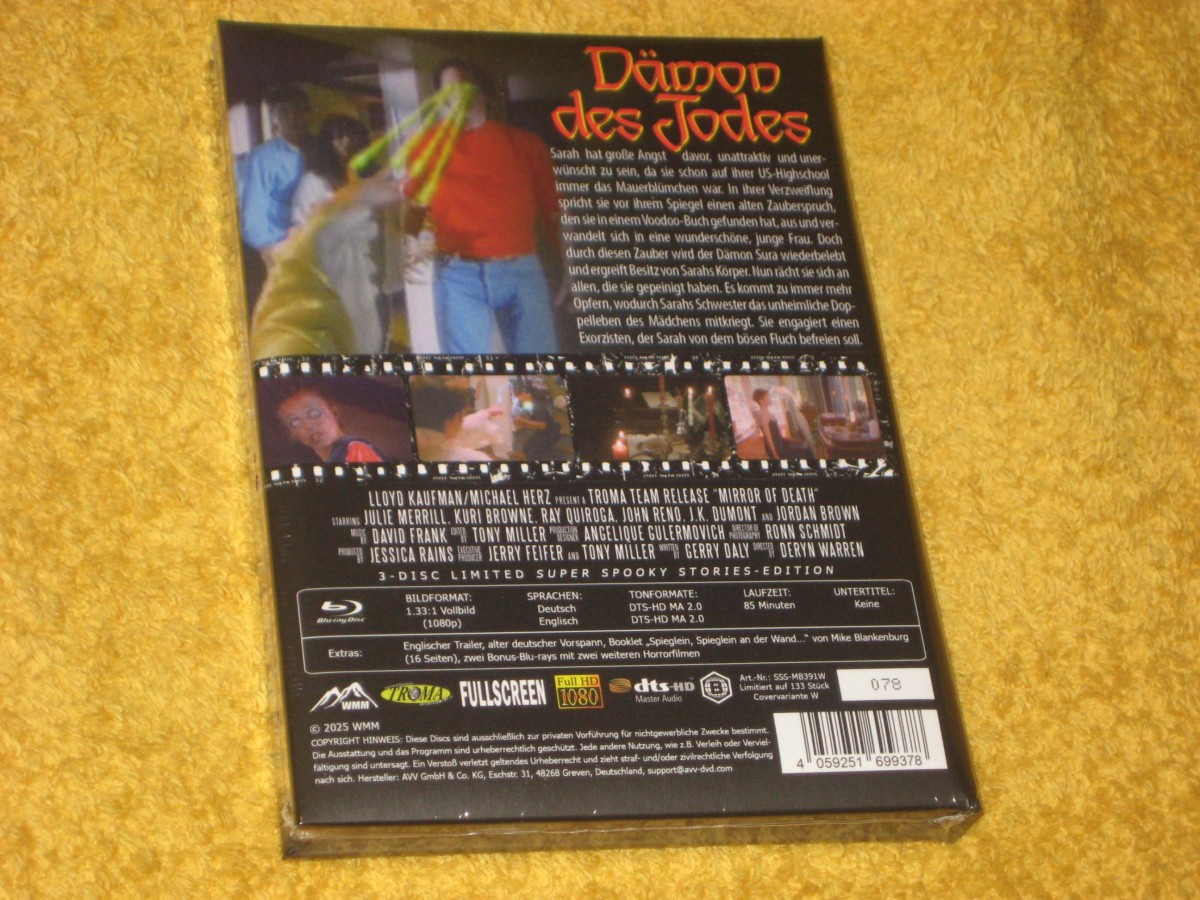 Dämon
des Todes
Sarah hat große Angst davor, unattraktiv und uner-
wünscht zu sein, da sie schon auf ihrer US-Highschool
immer das Mauerblümchen war. In ihrer Verzweiflung
spricht sie vor ihrem Spiegel einen alten Zauberspruch,
den sie in einem Voodoo-Buch gefunden hat, aus und ver-
wandelt sich in eine wunderschöne, junge Frau. Doch
durch diesen Zauber wird der Dämon Sura wiederbelebt
und ergreift Besitz von Sarahs Körper. Nun rächt sie sich an
allen, die sie gepeinigt haben. Es kommt zu immer mehr
Opfern, wodurch Sarahs Schwester das unheimliche Dop-
pelleben des Mädchens mitkriegt. Sie engagiert einen
Exorzisten, der Sarah von dem bösen Fluch befreien soll.
LLOYD KAUFMAN/MICHAEL HERZ PRESENT A TROMA TEAM RELEASE "MIRROR OF DEATH"
STARRING JULIE MERRILL, KURI BROWNE, RAY QUIROGA, JOHN RENO, J.K. DUMONT AND JORDAN BROWN
MUSIC BY DAVID FRANK EDITED BY TONY MILLER PRODUCTION DESIGNER ANGELIQUE GULERMOVICH DIRECTOR OF PHOTOGRAPHY RONN SCHMIDT
PRODUCED BY JESSICA RAINS EXECUTIVE PRODUCER JERRY FEIFER AND TONY MILLER WRITTEN BY GERRY DALY DIRECTED BY DERYN WARREN
3-DISC LIMITED SUPER SPOOKY STORIES-EDITION
Blu-ray Disc
BILDFORMAT: SPRACHEN: TONFORMATE: LAUFZEIT: UNTERTITEL:
1.33:1 Vollbild Deutsch DTS-HD MA 2.0 85 Minuten Keine
(1080p) Englisch DTS-HD MA 2.0
Extras: Englischer Trailer, alter deutscher Vorspann, Booklet „Spieglein, Spieglein an der Wand..." von Mike Blankenburg
(16 Seiten), zwei Bonus-Blu-rays mit zwei weiteren Horrorfilmen
WMM TROMA FULLSCREEN Full HD 1080 dts-HD Master Audio
Art.-Nr.: SSS-MB391W
Limitiert auf 133 Stück
Covervariante W
078
© 2025 WMM
COPYRIGHT HINWEIS: Diese Discs sind ausschließlich zur privaten Vorführung für nichtgewerbliche Zwecke bestimmt.
Die Ausstattung und das Programm sind urheberrechtlich geschützt. Jede andere Nutzung, wie z.B. Verleih oder Verviel-
fältigung sind untersagt. Ein Verstoß verletzt geltendes Urheberrecht und zieht straf- und/oder zivilrechtliche Verfolgung
nach sich. Hersteller: AVV GmbH & Co. KG, Eschstr. 31, 48268 Greven, Deutschland, support@avv-dvd.com
4 059251 699378